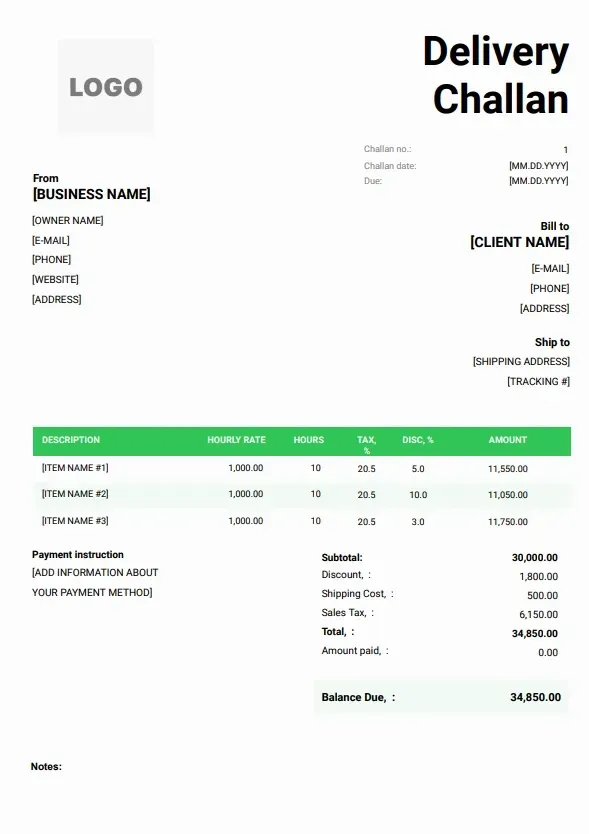 LOGO
Delivery
Challan
Challan no.: 1
Challan date: [MM.DD.YYYY]
Due: [MM.DD.YYYY]
From
[BUSINESS NAME]
[OWNER NAME]
[E-MAIL]
[PHONE]
[WEBSITE]
[ADDRESS]
Bill to
[CLIENT NAME]
[E-MAIL]
[PHONE]
[ADDRESS]
Ship to
[SHIPPING ADDRESS]
[TRACKING #]
DESCRIPTION HOURLY RATE HOURS TAX, DISC, % AMOUNT
%
[ITEM NAME #1] 1,000.00 10 20.5 5.0 11,550.00
[ITEM NAME #2] 1,000.00 10 20.5 10.0 11,050.00
[ITEM NAME #3] 1,000.00 10 20.5 3.0 11,750.00
Payment instruction
[ADD INFORMATION ABOUT
YOUR PAYMENT METHOD]
Subtotal: 30,000.00
Discount, : 1,800.00
Shipping Cost, : 500.00
Sales Tax, : 6,150.00
Total, : 34,850.00
Amount paid, : 0.00
Balance Due, : 34,850.00
Notes: